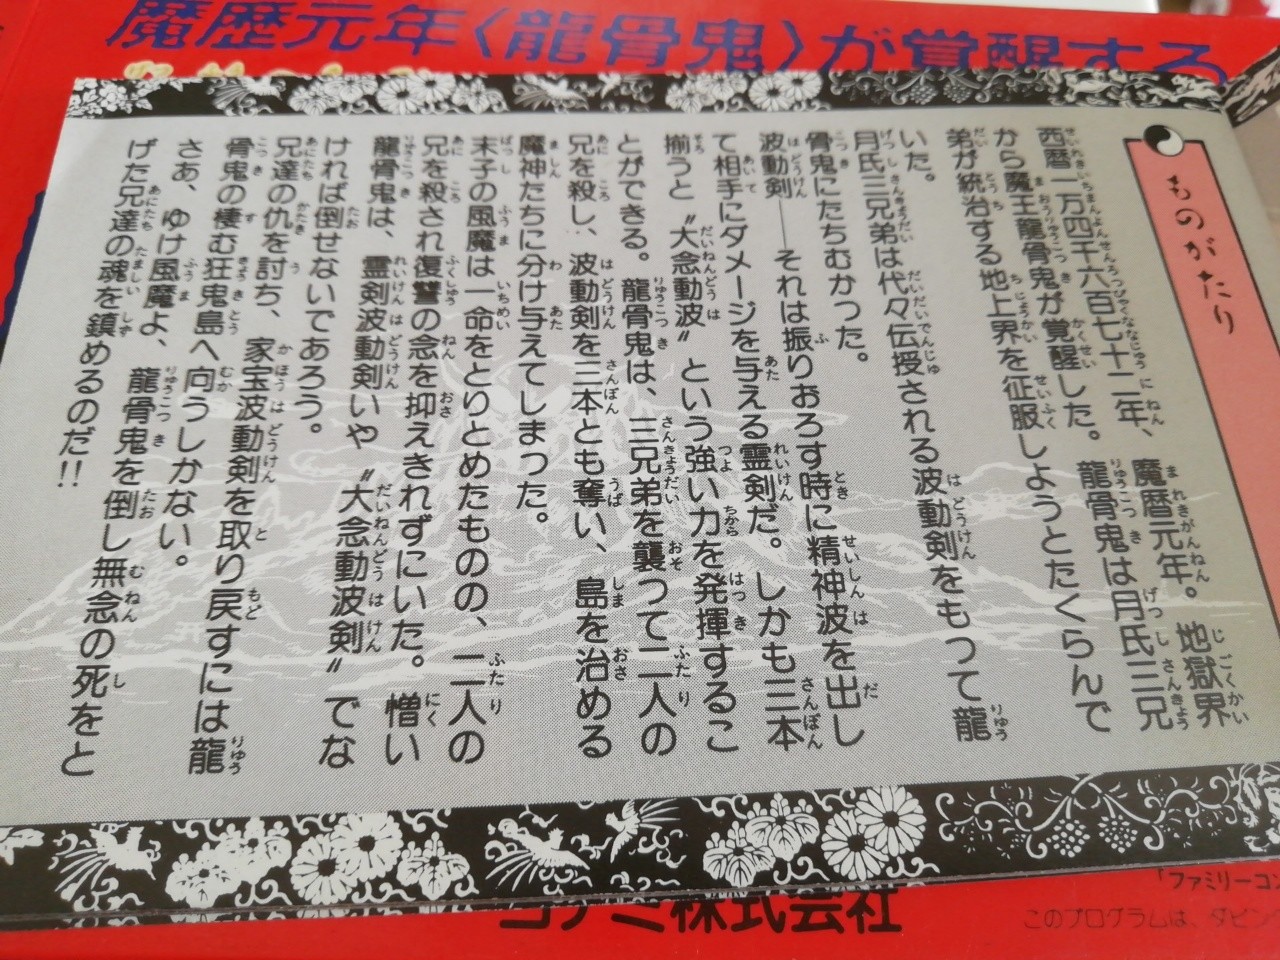 魔歴元年〈龍骨鬼〉が覚醒する
ものがたり
西暦一万四千六百七十二年、魔暦元年。地獄界
から魔王龍骨鬼が覚醒した。龍骨鬼は月氏三兄
弟が統治する地上界を征服しようとたくらんで
いた。
月氏三兄弟は代々伝授される波動剣をもつて龍
骨鬼にたちむかった。
波動剣――それは振りおろす時に精神波を出し
て相手にダメージを与える霊剣だ。しかも三本
揃うと〝大念動波〟という強い力を発揮するこ
とができる。龍骨鬼は、三兄弟を襲つて二人の
兄を殺し、波動剣を三本とも奪い、島を治める
魔神たちに分け与えてしまった。
末子の風魔は一命をとりとめたものの、二人の
兄を殺され復讐の念を抑えきれずにいた。憎い
龍骨鬼は、霊剣波動剣いや〝大念動波剣〟でな
ければ倒せないであろう。
兄達の仇を討ち、家宝波動剣を取り戻すには龍
骨鬼の棲む狂鬼島へ向うしかない。
さあ、ゆけ風魔よ、龍骨鬼を倒し無念の死をと
げた兄達の魂を鎮めるのだ!!
コナミ株式会社
「ファミリーコン
このプログラムは、ダビング